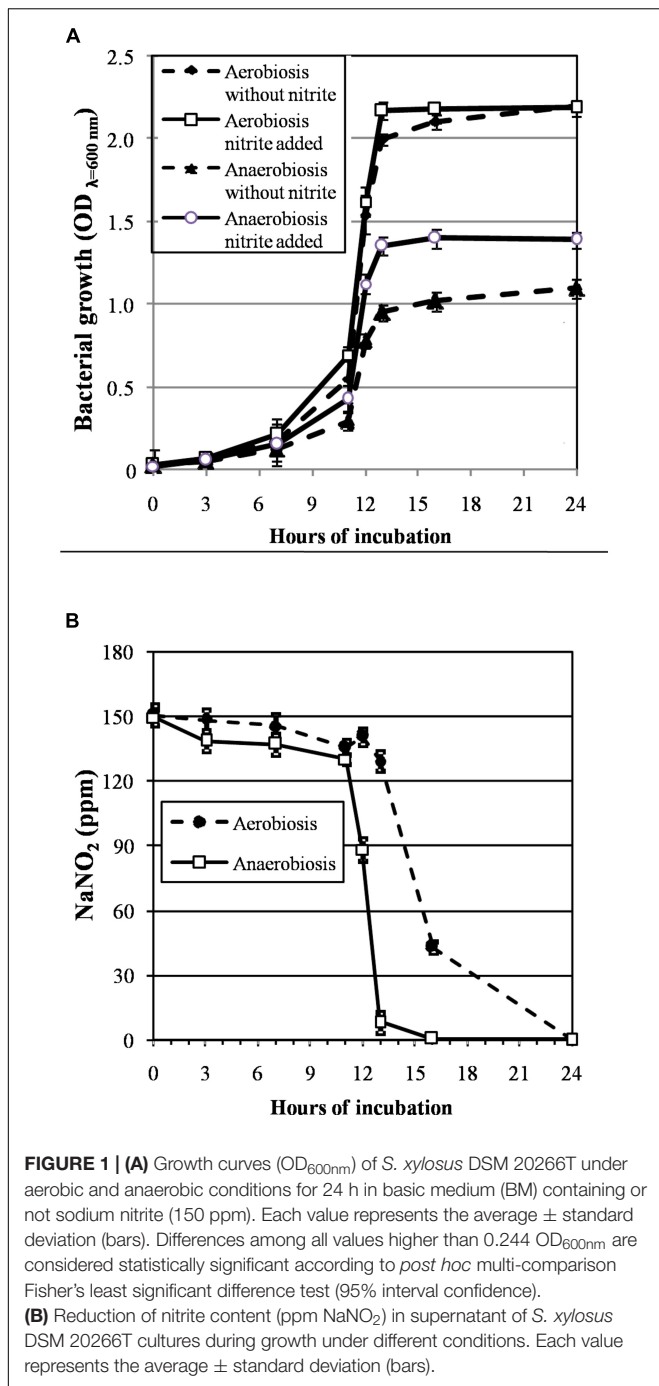 A
2.5
2.0
1.5
1.0
0.5
0
Bacterial growth (OD λ=600 nm)
Aerobiosis
without nitrite
Aerobiosis
nitrite added
Anaerobiosis
without nitrite
Anaerobiosis
nitrite added
0 3 6 9 12 15 18 21 24
Hours of incubation
B
180
150
120
90
60
30
0
NaNO2 (ppm)
Aerobiosis
Anaerobiosis
0 3 6 9 12 15 18 21 24
Hours of incubation
FIGURE 1 | (A) Growth curves (OD600nm) of S. xylosus DSM 20266T under
aerobic and anaerobic conditions for 24 h in basic medium (BM) containing or
not sodium nitrite (150 ppm). Each value represents the average ± standard
deviation (bars). Differences among all values higher than 0.244 OD600nm are
considered statistically significant according to post hoc multi-comparison
Fisher's least significant difference test (95% interval confidence).
(B) Reduction of nitrite content (ppm NaNO2) in supernatant of S. xylosus
DSM 20266T cultures during growth under different conditions. Each value
represents the average ± standard deviation (bars).